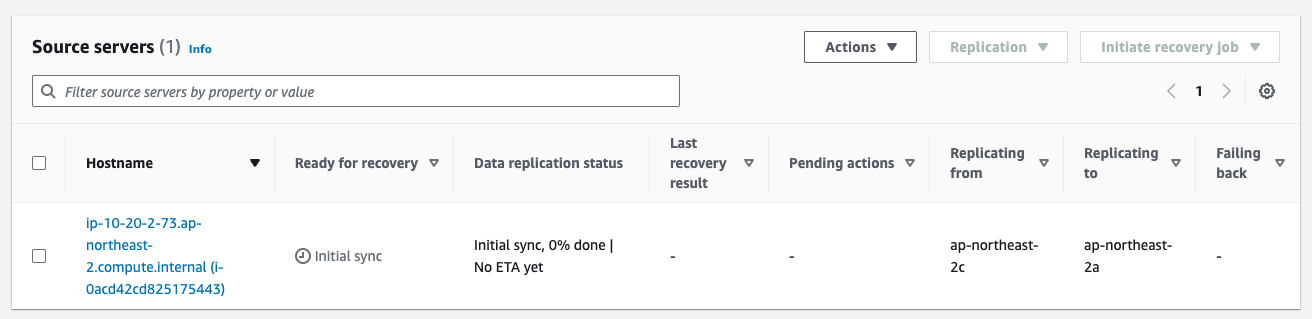 Source servers (1) Info
Actions
Replication
Initiate recovery job
Filter source servers by property or value
1
Hostname
Ready for recovery
Data replication status
Last
recovery
result
Pending actions
Replicating
from
Replicating
to
Failing
back
ip-10-20-2-73.ap-
northeast-
2.compute.internal (i-
0acd42cd825175443)
Initial sync
Initial sync, 0% done |
No ETA yet
-
-
ap-northeast-
2c
ap-northeast-
2a
-